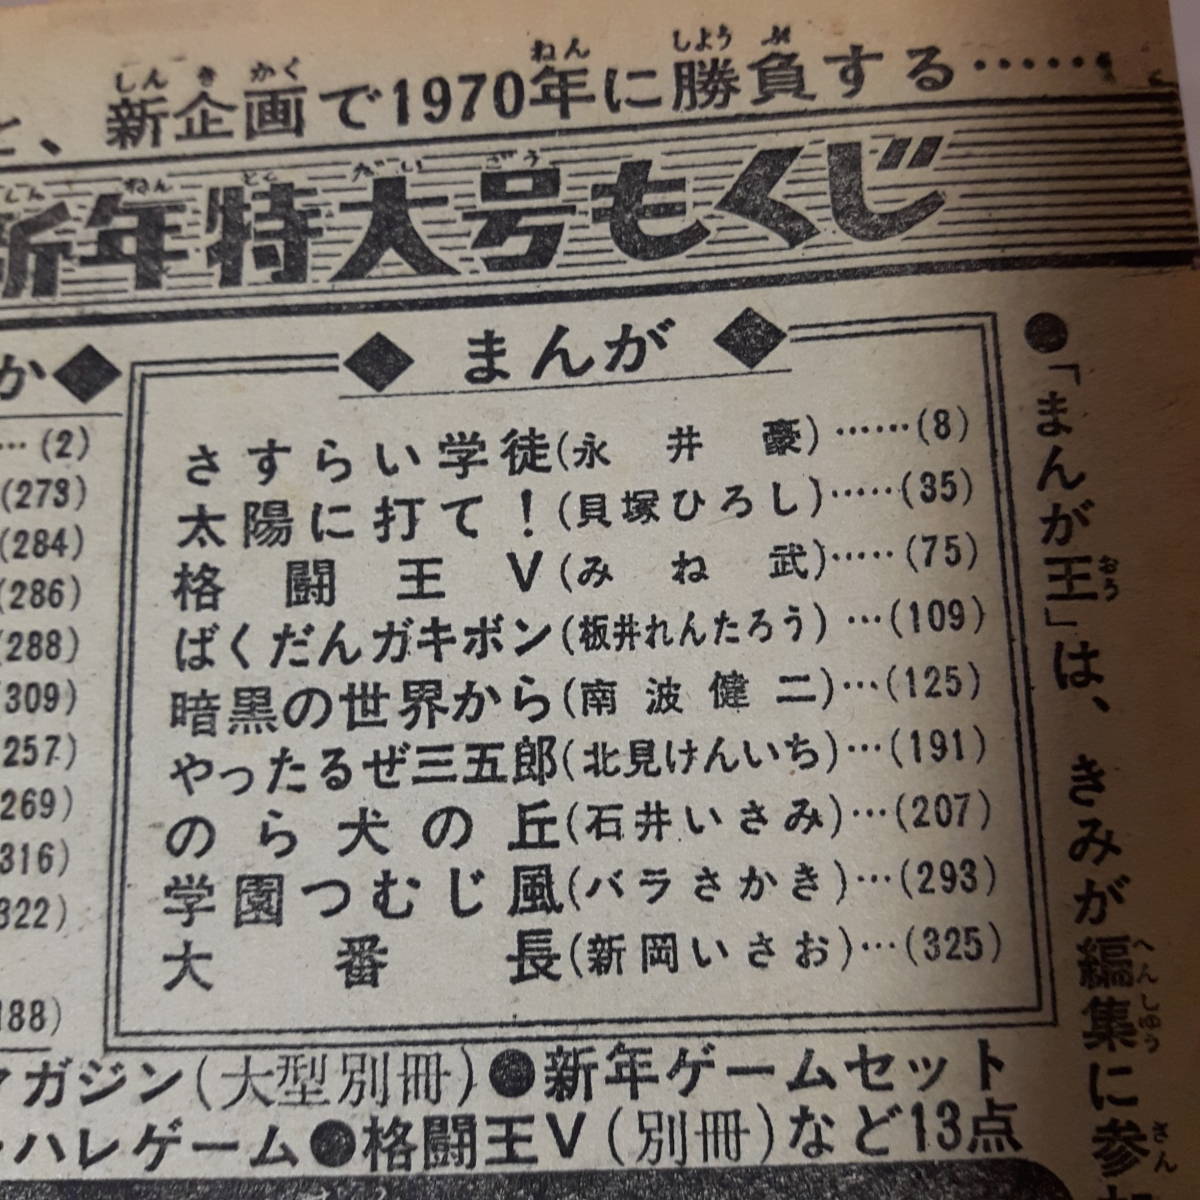 と、新企画で1970年に勝負する……
新年特大号もくじ
◆まんが◆
さすらい学徒(永井豪)……(8)
太陽に打て！(貝塚ひろし)……(35)
格闘王V(みね武)……(75)
ばくだんガキボン(板井れんたろう)…(109)
暗黒の世界から(南波健二)…(125)
やったるぜ三五郎(北見けんいち)…(191)
のら犬の丘(石井いさみ)…(207)
学園つむじ風(バラさかき)…(293)
大番長(新岡いさお)…(325)
か◆
…(2)
(273)
(284)
(286)
(288)
(309)
257)
(269)
316)
322)
188)
マガジン(大型別冊)●新年ゲームセット
ハレゲーム●格闘王V(別冊)など13点
●「まんが王」は、きみが編集に参